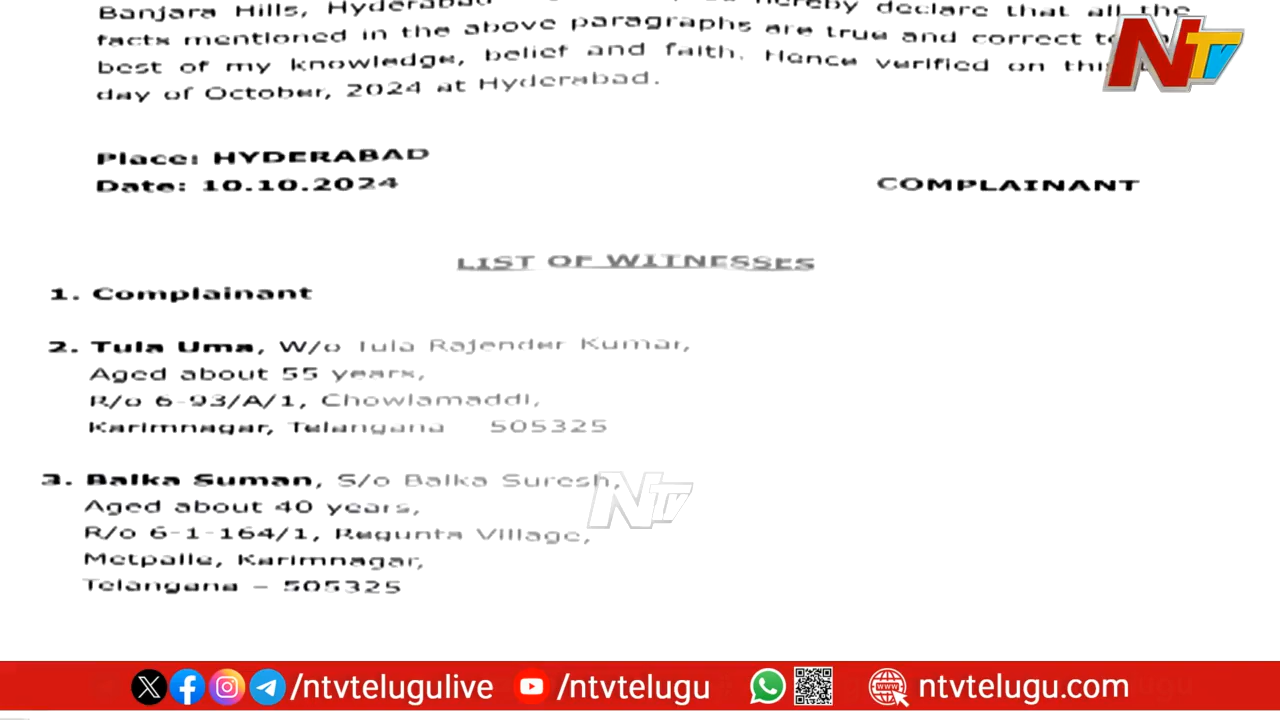 Banjara Hills, Hyderabad hereby declare that all the
facts mentioned in the above paragraphs are true and correct
best of my knowledge, belief and faith. Hence verified on this
day of October, 2024 at Hyderabad.
NTV
Place: HYDERABAD
Date: 10.10.2024
COMPLAINANT
LIST OF WITNESSES
1. Complainant
2. Tula Uma, W/o Tula Rajender Kumar,
Aged about 55 years,
R/o 6-93/A/1, Chowlamaddi,
Karimnagar, Telangana 505325
3. Balka Suman, S/o Balka Suresh,
Aged about 40 years,
R/o 6-1-164/1, Regunta Village,
Metpalle, Karimnagar,
Telangana – 505325
NTV
/ntvtelugulive /ntvtelugu ntvtelugu.com